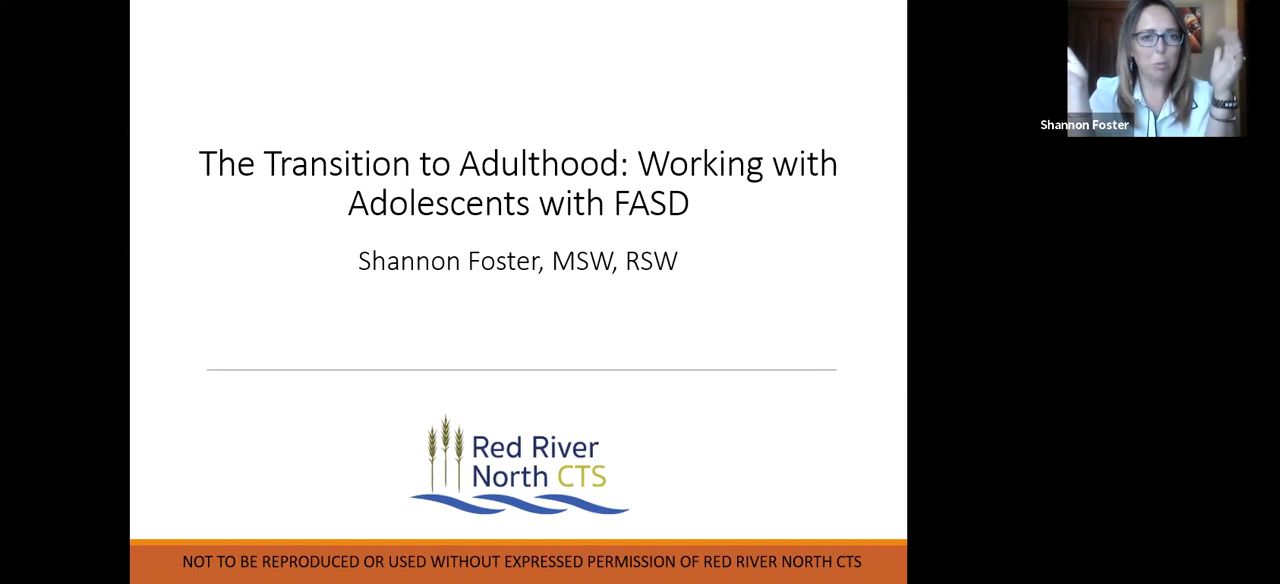 The Transition to Adulthood: Working with
Adolescents with FASD
Shannon Foster, MSW, RSW
Red River
North CTS
NOT TO BE REPRODUCED OR USED WITHOUT EXPRESSED PERMISSION OF RED RIVER NORTH CTS
Shannon Foster